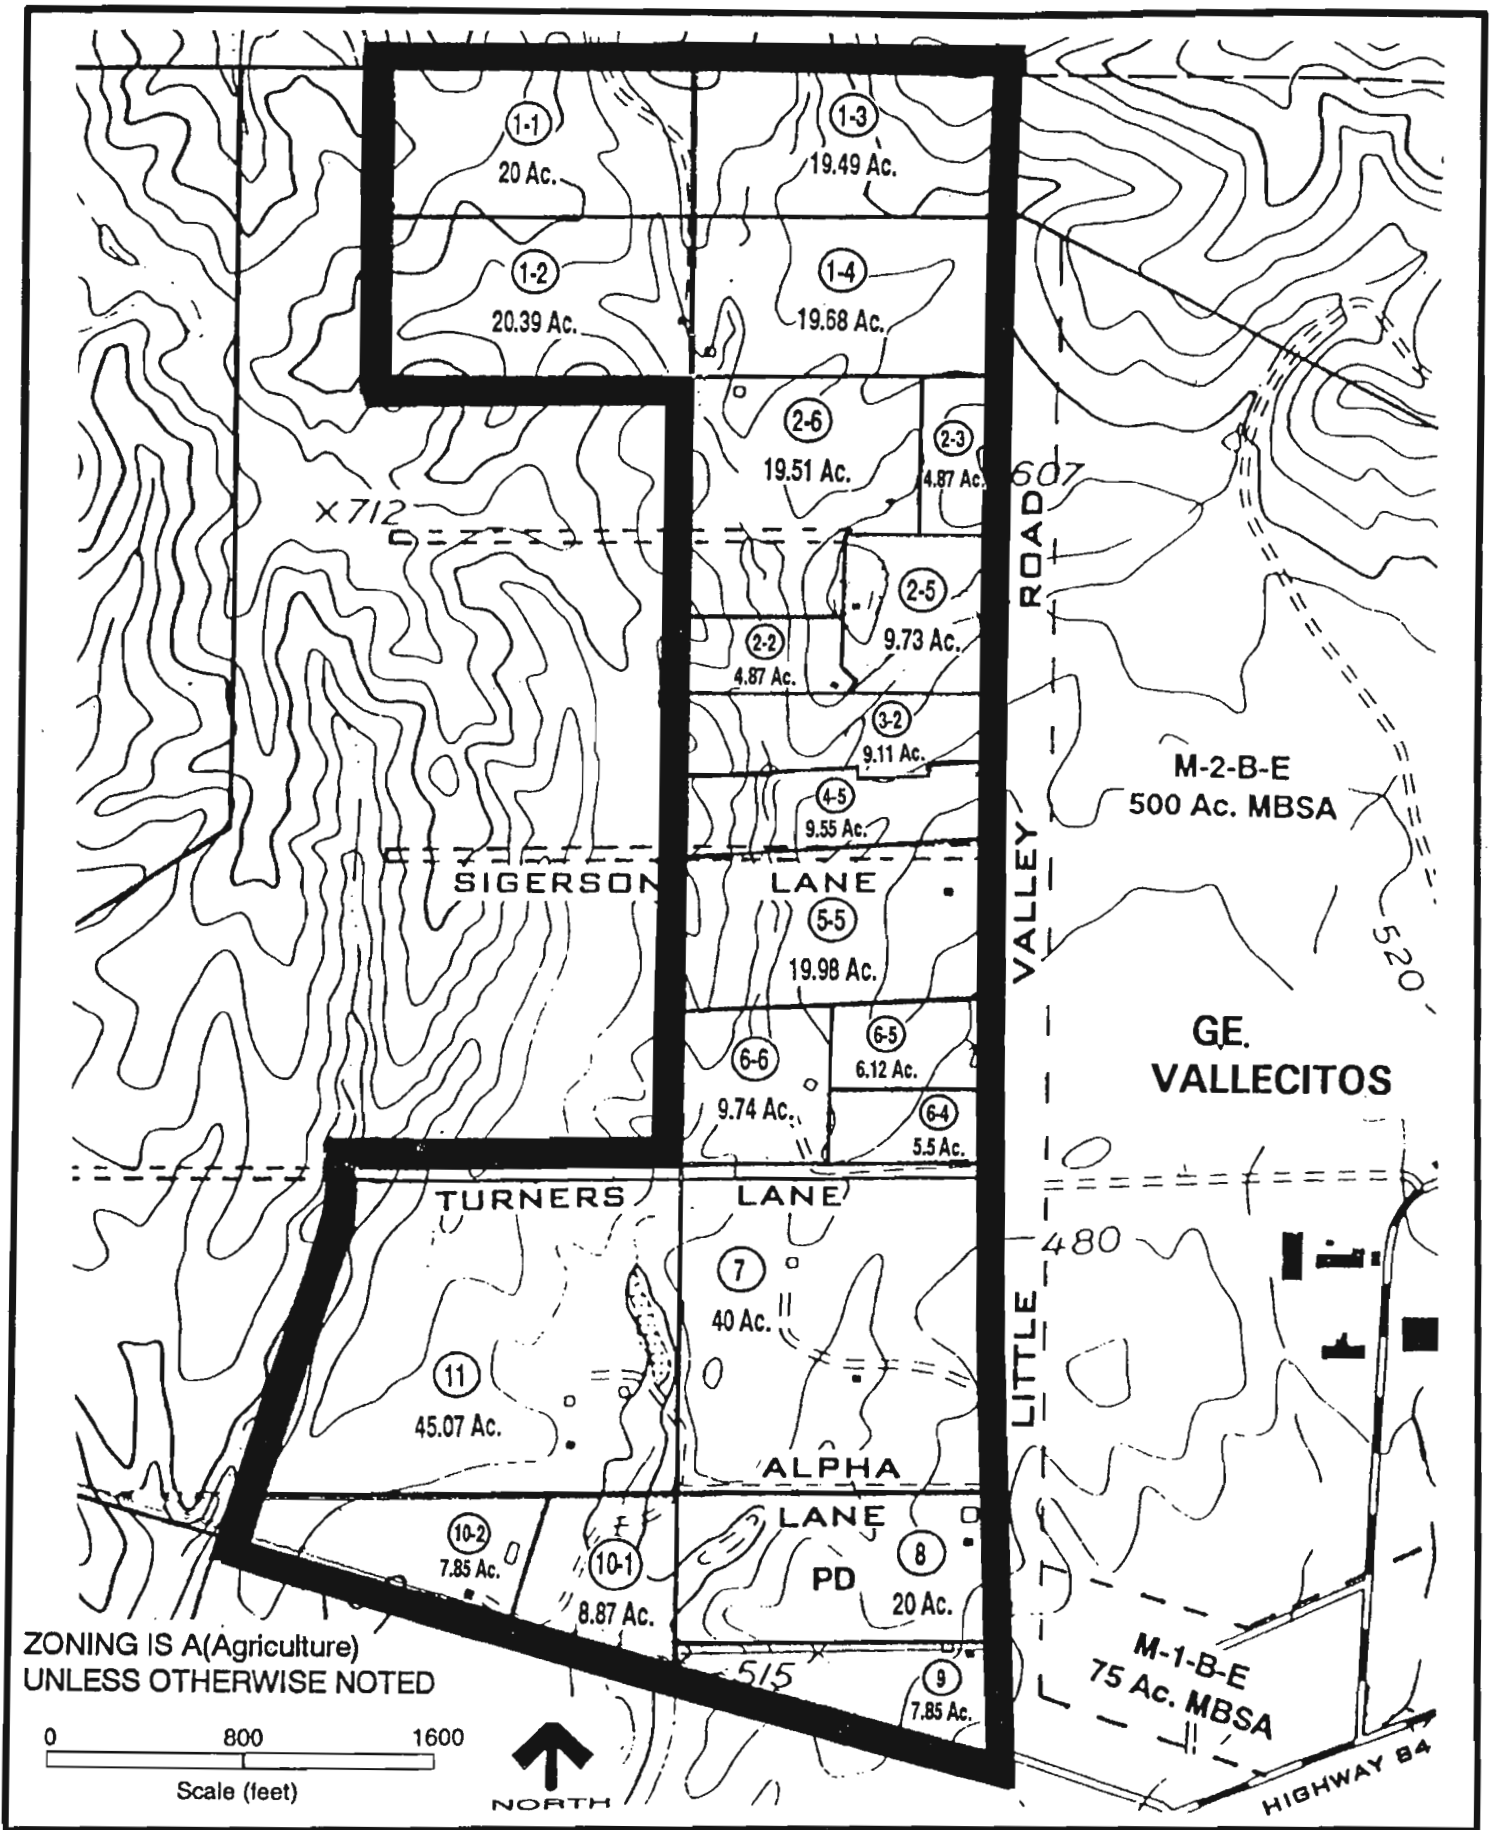 1-1
20 Ac.
1-3
19.49 Ac.
1-2
20.39 Ac.
1-4
19.68 Ac.
2-6
19.51 Ac.
2-3
4.87 Ac.
607
X 712
2-5
9.73 Ac.
2-2
4.87 Ac.
3-2
9.11 Ac.
4-5
9.55 Ac.
SIGERSON LANE
5-5
19.98 Ac.
6-6
9.74 Ac.
6-5
6.12 Ac.
6-4
5.5 Ac.
TURNERS LANE
7
40 Ac.
11
45.07 Ac.
ALPHA
LANE
10-2
7.85 Ac.
10-1
8.87 Ac.
PD
8
20 Ac.
515
9
7.85 Ac.
LITTLE VALLEY ROAD
M-2-B-E
500 Ac. MBSA
520
GE.
VALLECITOS
480
M-1-B-E
75 Ac. MBSA
HIGHWAY 84
ZONING IS A(Agriculture)
UNLESS OTHERWISE NOTED
0 800 1600
Scale (feet)
NORTH